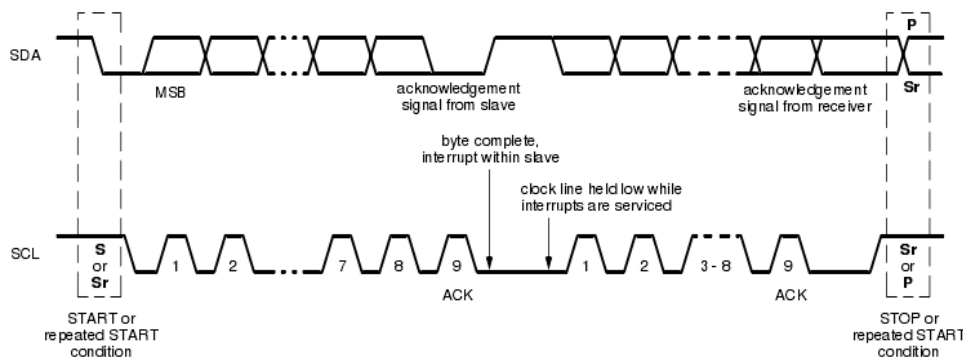 P
SDA
MSB
acknowledgement
signal from slave
acknowledgement
signal from receiver
Sr
byte complete,
interrupt within slave
clock line held low while
interrupts are serviced
SCL
S
or
Sr
1
2
7
8
9
1
2
3 - 8
9
Sr
or
P
ACK
ACK
START or
repeated START
condition
STOP or
repeated START
condition